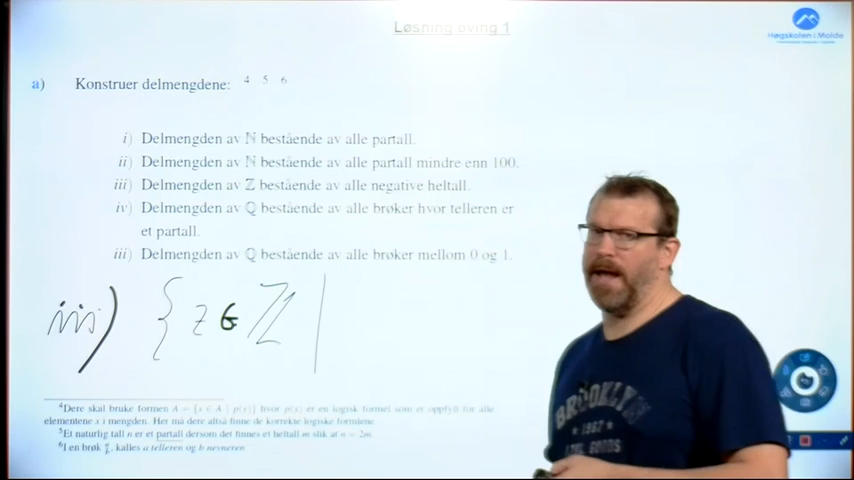 Løsning øving 1
Høgskolen i Molde
a) Konstruer delmengdene: 4 5 6
i) Delmengden av ℕ bestående av alle partall.
ii) Delmengden av ℕ bestående av alle partall mindre enn 100.
iii) Delmengden av ℤ bestående av alle negative heltall.
iv) Delmengden av ℚ bestående av alle brøker hvor telleren er
et partall.
iii) Delmengden av ℚ bestående av alle brøker mellom 0 og 1.
iii) { z ∈ ℤ |
4Dere skal bruke formen A = {x ∈ A | p(x)} hvor p(x) er en logisk formel som er oppfylt for alle
elementene x i mengden. Her må dere altså finne de korrekte logiske formlene
5Et naturlig tall n er et partall dersom det finnes et heltall m slik at n = 2m.
6I en brøk a/b, kalles a telleren og b nevneren
BROOKLYN
1967
GOODS